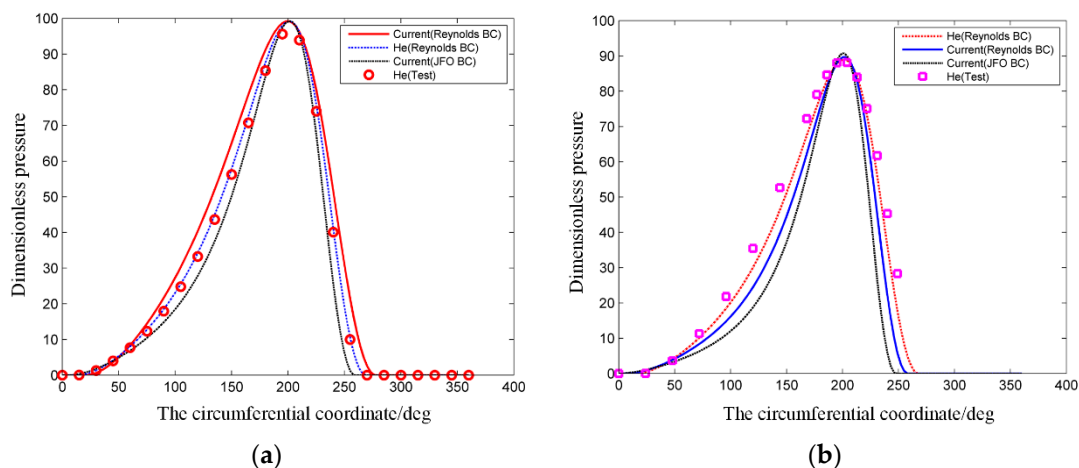 100
90
80
70
60
50
40
30
20
10
0
Dimensionless pressure
Current(Reynolds BC)
He(Reynolds BC)
Current(JFO BC)
He(Test)
0 50 100 150 200 250 300 350 400
The circumferential coordinate/deg
(a)
100
90
80
70
60
50
40
30
20
10
0
Dimensionless pressure
He(Reynolds BC)
Current(Reynolds BC)
Current(JFO BC)
He(Test)
0 50 100 150 200 250 300 350 400
The circumferential coordinate/deg
(b)